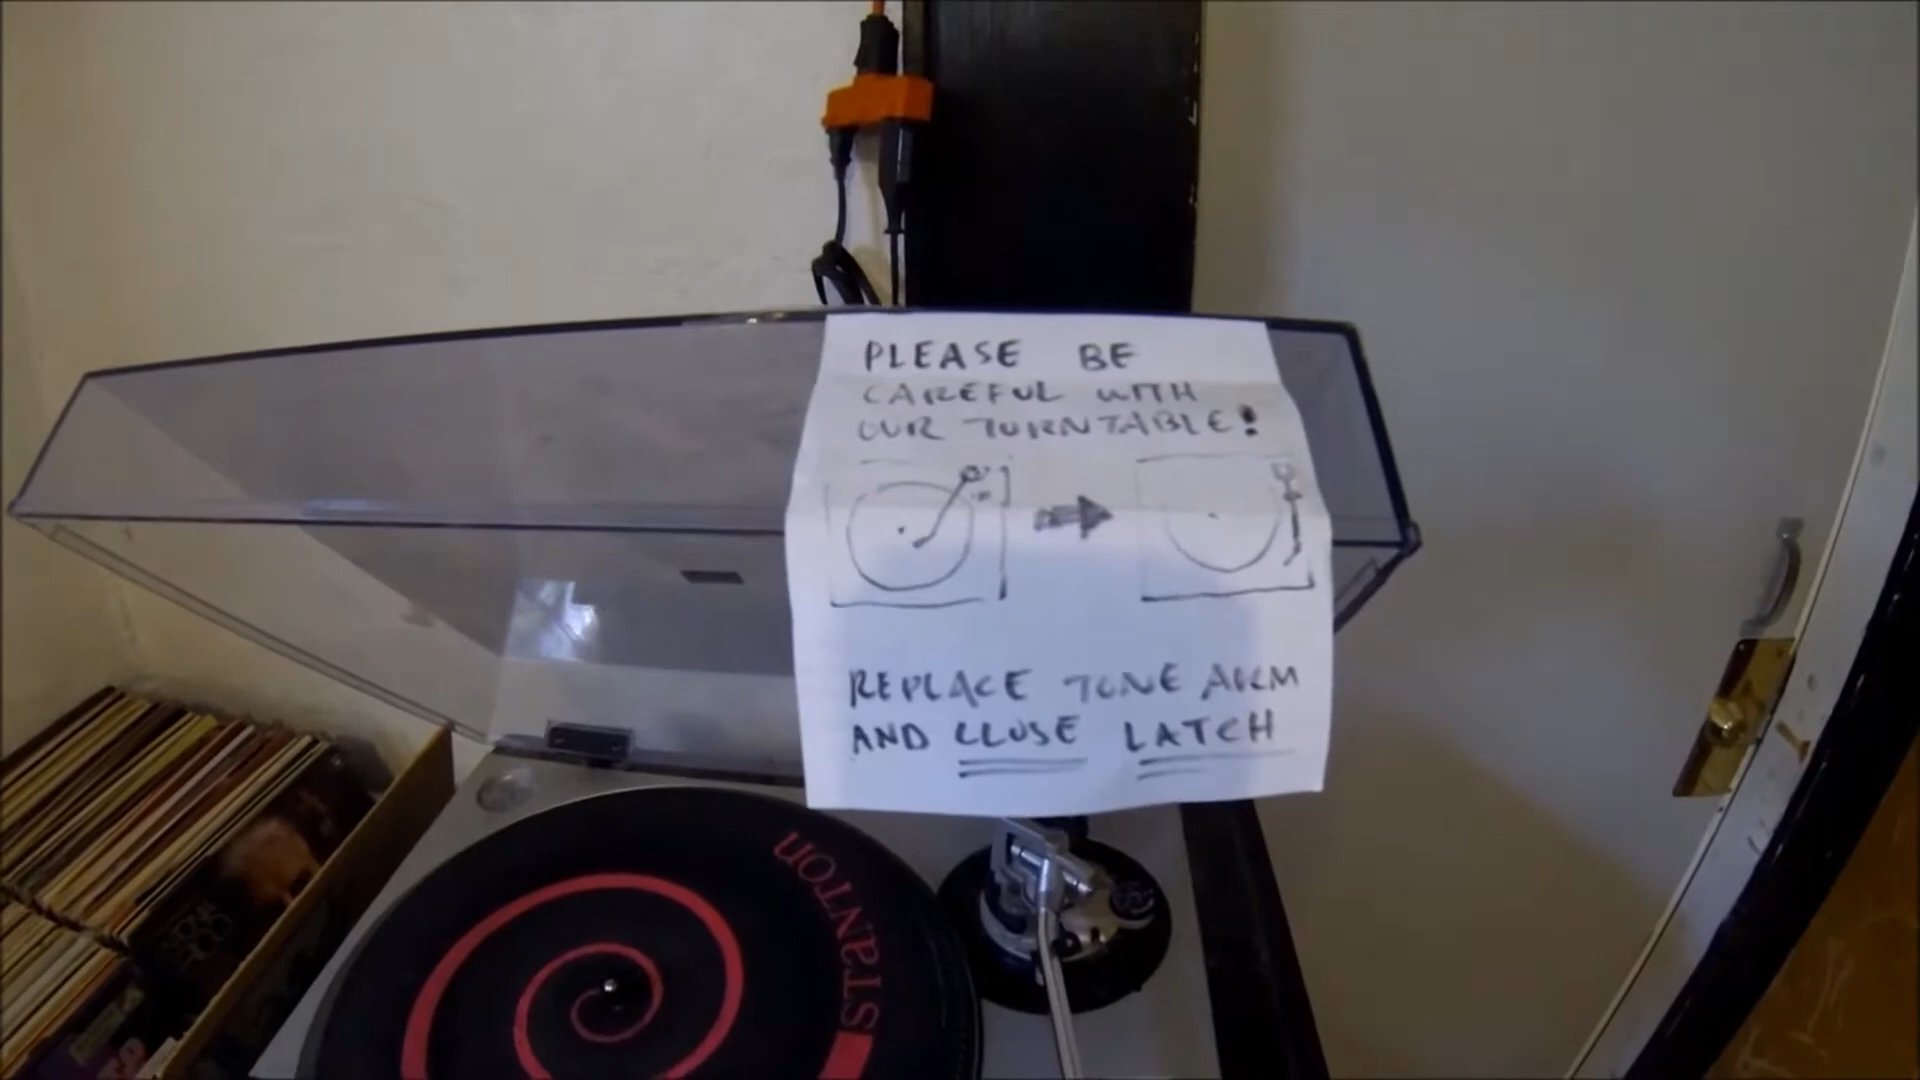 PLEASE BE
CAREFUL WITH
OUR TURNTABLE!
REPLACE TONE ARM
AND CLOSE LATCH
STANTON